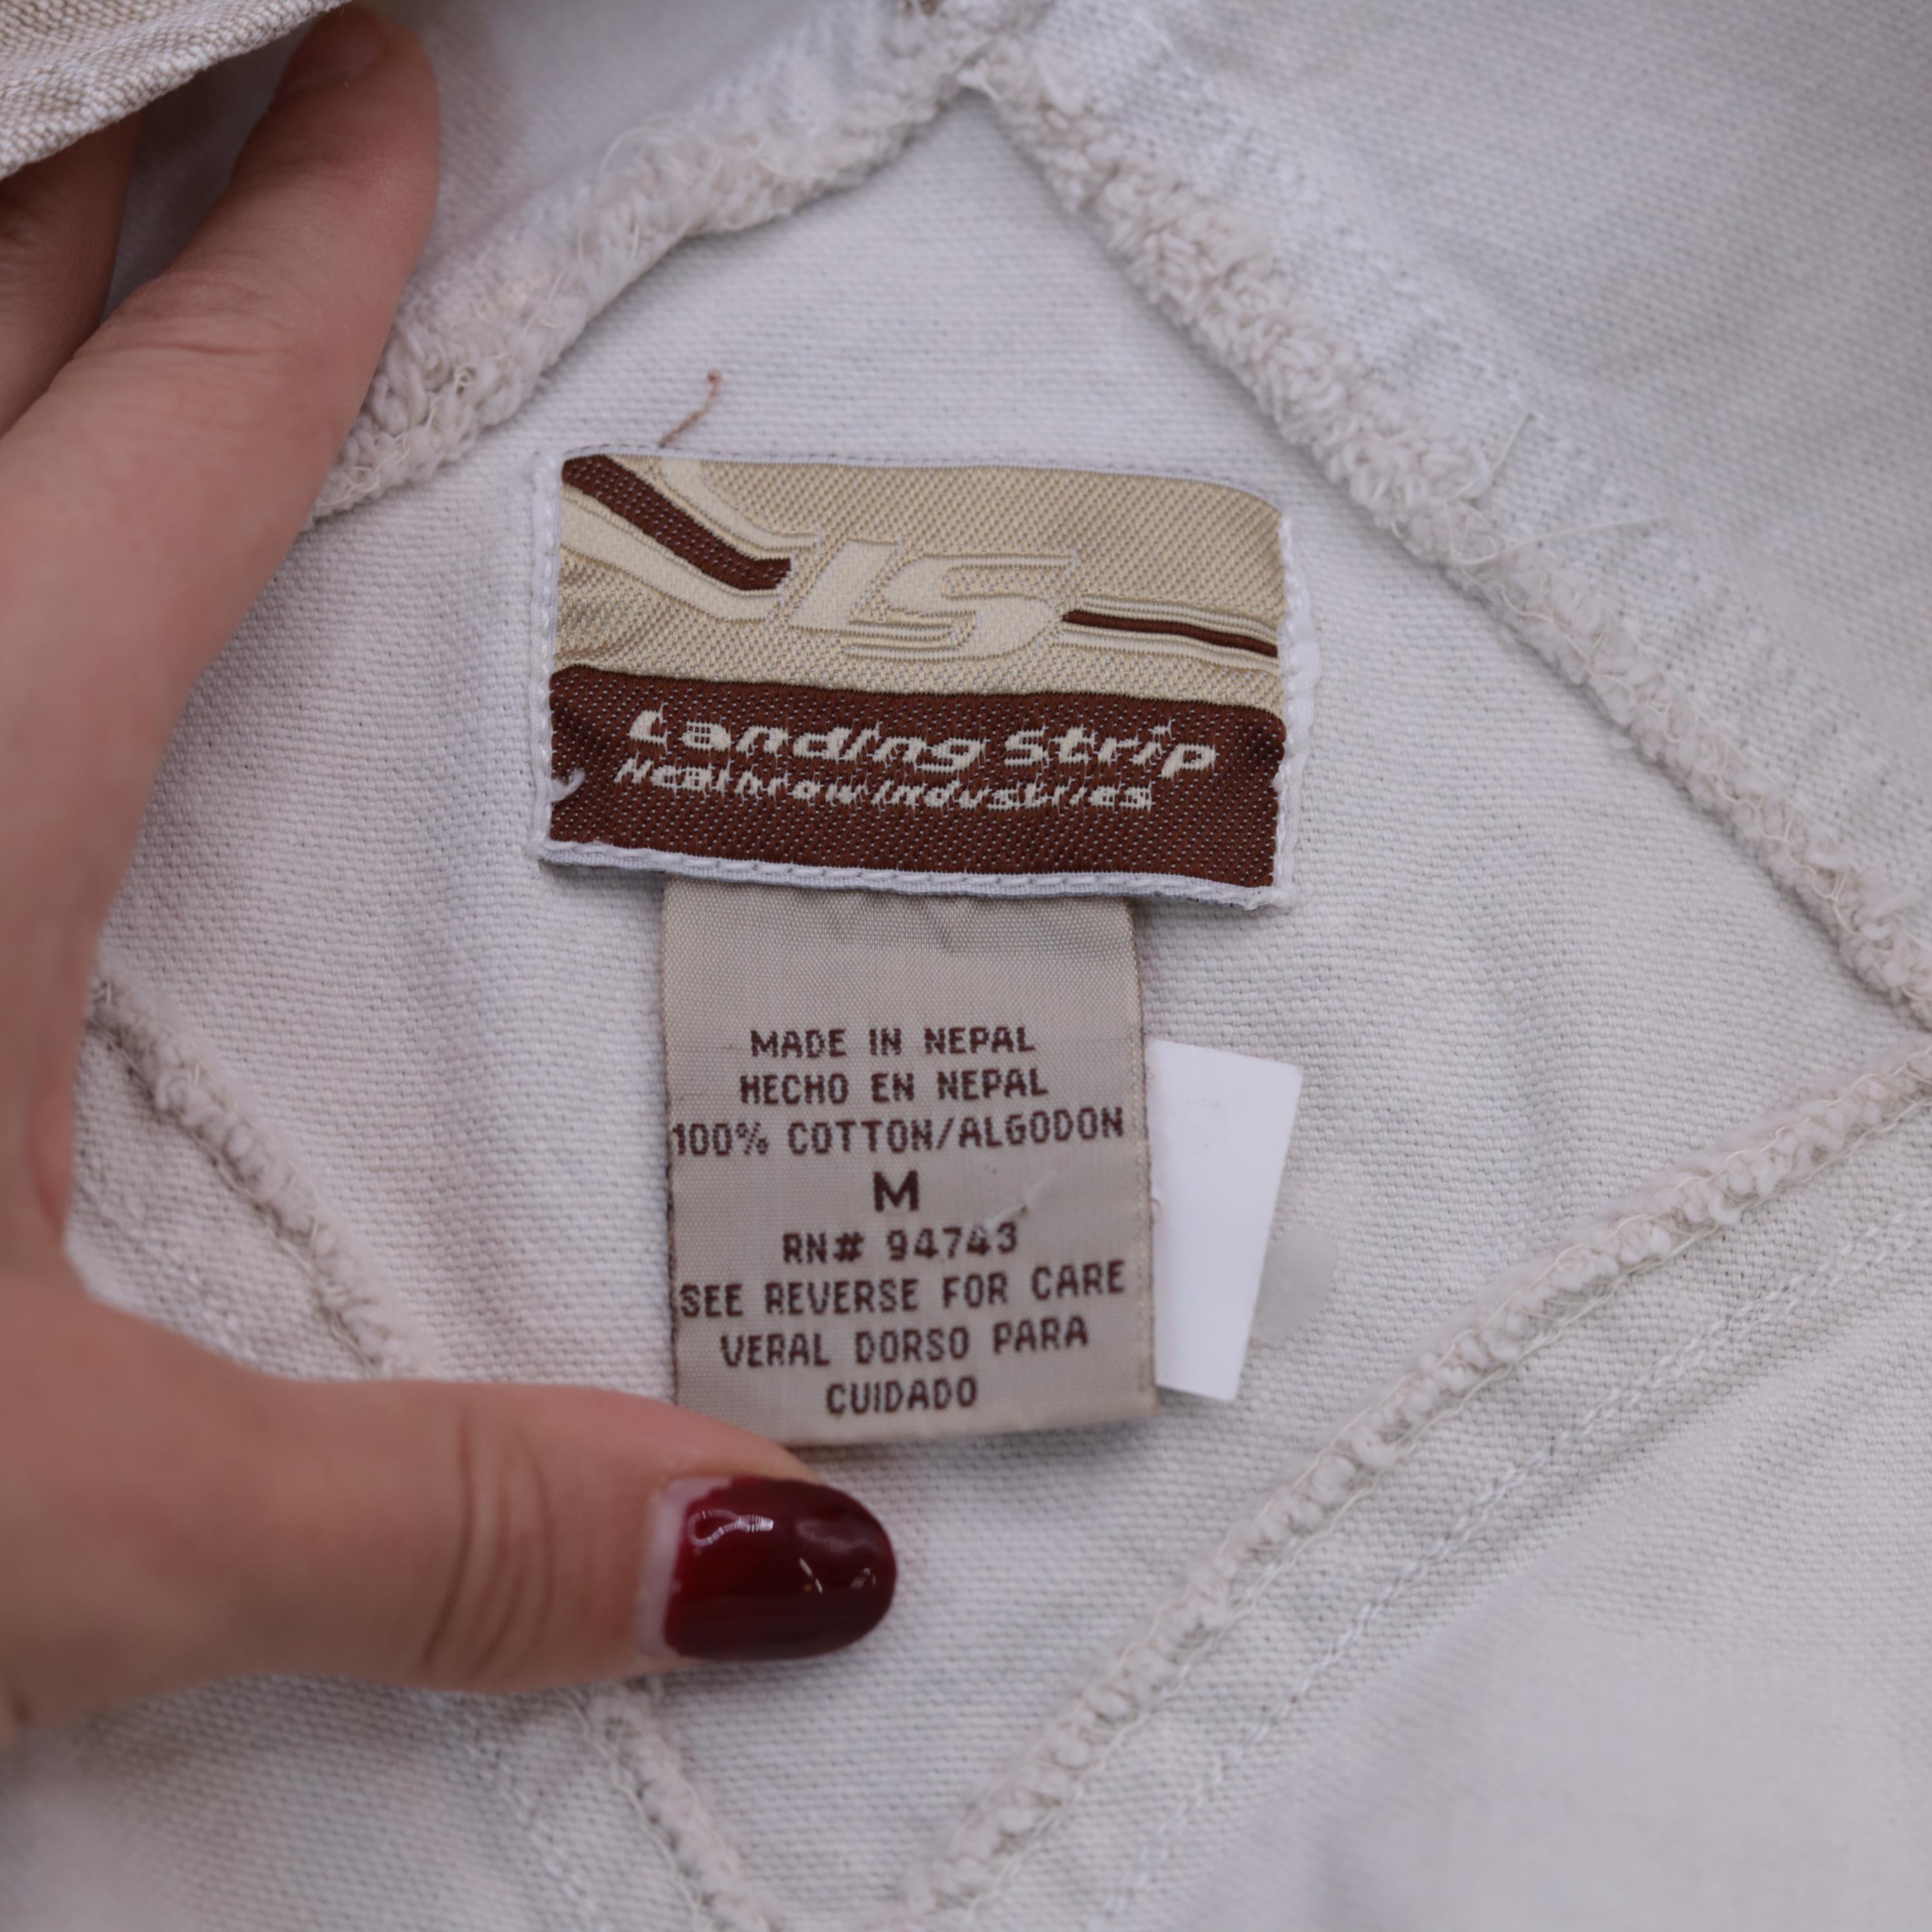 LS
Landing Strip
Heathrow Industries
MADE IN NEPAL
HECHO EN NEPAL
100% COTTON/ALGODON
M
RN# 94743
SEE REVERSE FOR CARE
VERAL DORSO PARA
CUIDADO